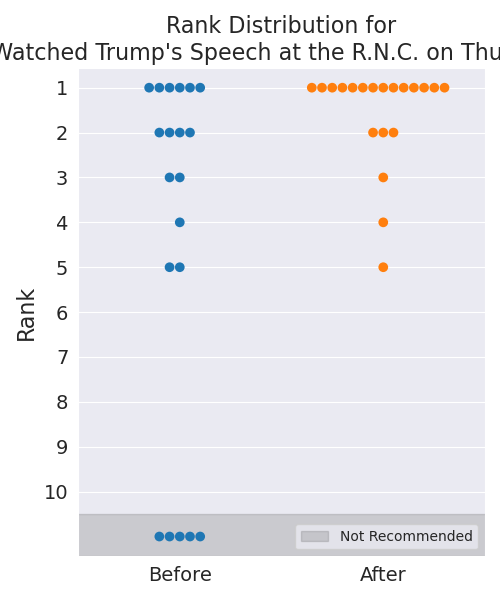 Rank Distribution for
Watched Trump's Speech at the R.N.C. on Thu
1
2
3
4
5
6
7
8
9
10
Rank
Not Recommended
Before
After